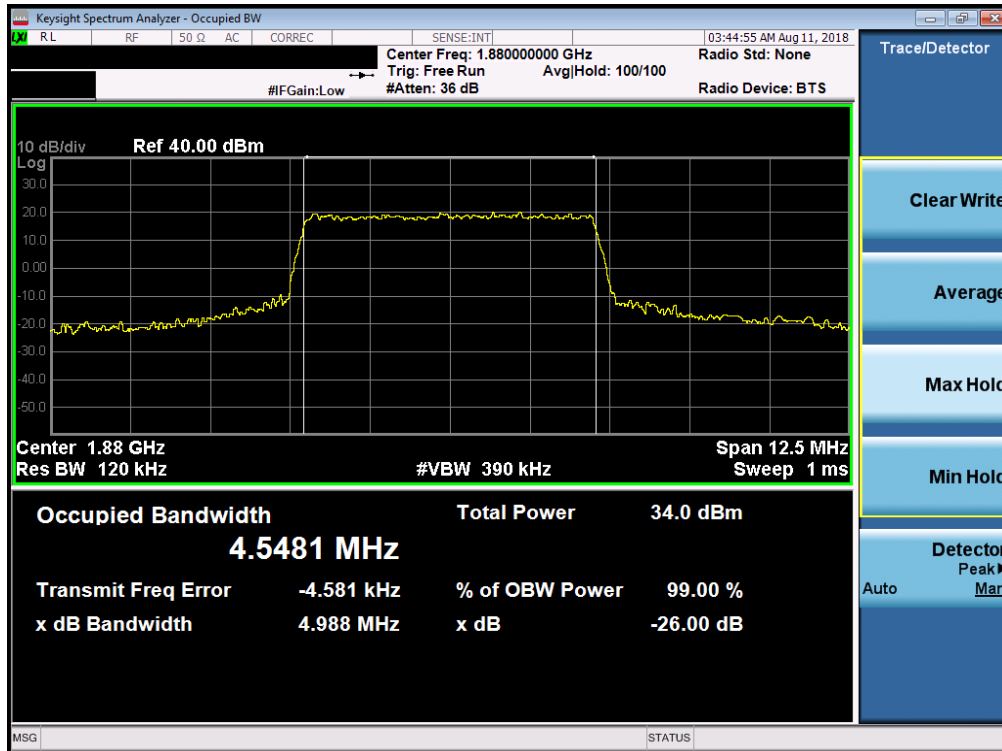 Keysight Spectrum Analyzer - Occupied BW
LXI RL RF 50 Ω AC CORREC SENSE:INT 03:44:55 AM Aug 11, 2018
Center Freq: 1.880000000 GHz Radio Std: None
Trig: Free Run Avg|Hold: 100/100
#IFGain:Low #Atten: 36 dB Radio Device: BTS
10 dB/div Ref 40.00 dBm
Log
30.0
20.0
10.0
0.00
-10.0
-20.0
-30.0
-40.0
-50.0
Center 1.88 GHz Span 12.5 MHz
Res BW 120 kHz #VBW 390 kHz Sweep 1 ms
Occupied Bandwidth Total Power 34.0 dBm
4.5481 MHz
Transmit Freq Error -4.581 kHz % of OBW Power 99.00 %
x dB Bandwidth 4.988 MHz x dB -26.00 dB
MSG STATUS
Trace/Detector
Clear Write
Average
Max Hold
Min Hold
Detector
Peak
Auto Man